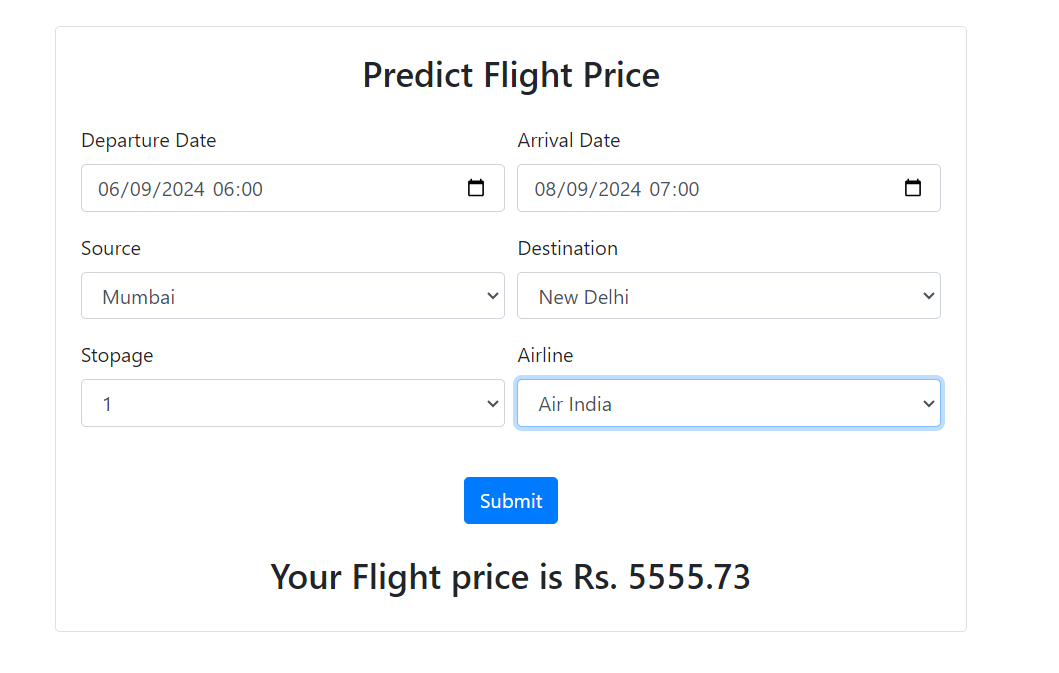 Predict Flight Price
Departure Date Arrival Date
06/09/2024 06:00 08/09/2024 07:00
Source Destination
Mumbai New Delhi
Stopage Airline
1 Air India
Submit
Your Flight price is Rs. 5555.73